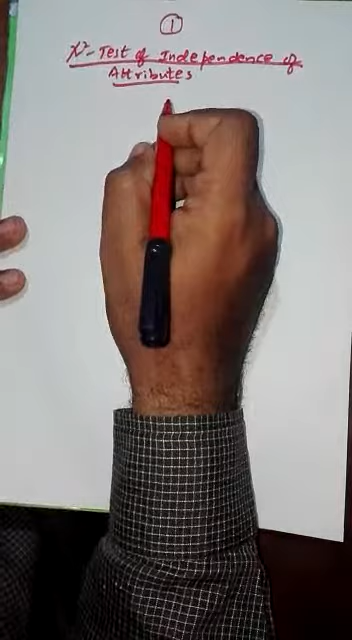 ①
χ²-Test of Independence of
Attributes